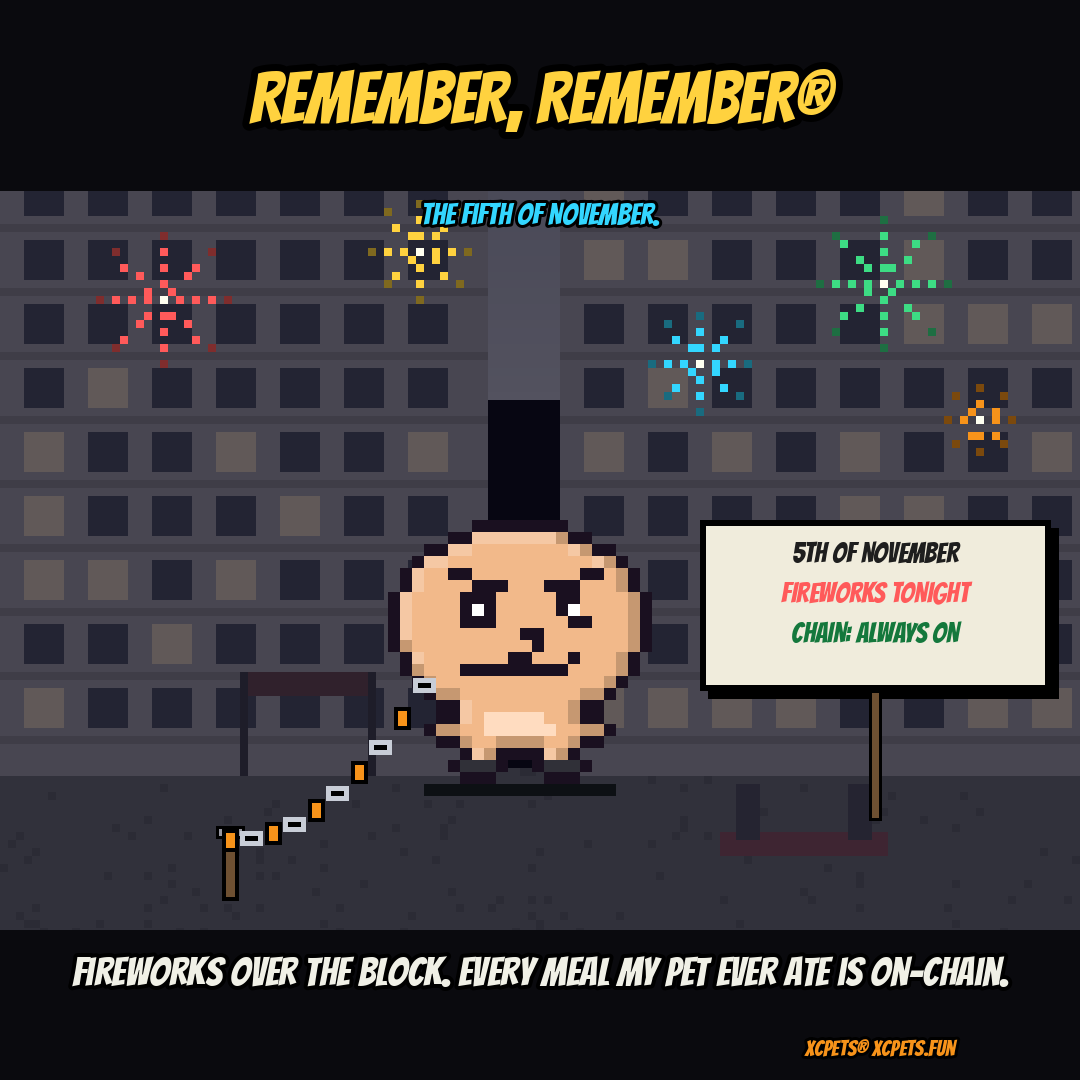 REMEMBER, REMEMBER®
THE FIFTH OF NOVEMBER.
5TH OF NOVEMBER
FIREWORKS TONIGHT
CHAIN: ALWAYS ON
FIREWORKS OVER THE BLOCK. EVERY MEAL MY PET EVER ATE IS ON-CHAIN.
XCPETS® XCPETS.FUN